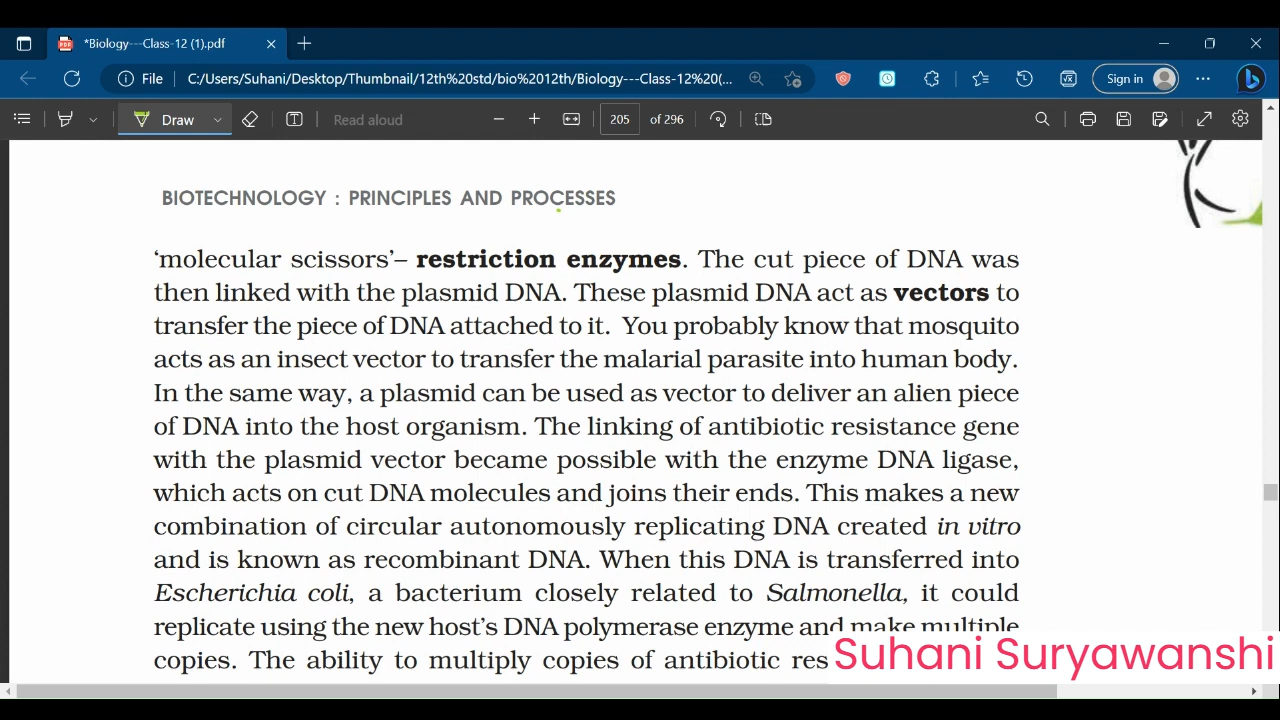 *Biology---Class-12 (1).pdf
File C:/Users/Suhani/Desktop/Thumbnail/12th%20std/bio%2012th/Biology---Class-12%20(... Sign in
Draw Read aloud 205 of 296
BIOTECHNOLOGY : PRINCIPLES AND PROCESSES
‘molecular scissors’– restriction enzymes. The cut piece of DNA was
then linked with the plasmid DNA. These plasmid DNA act as vectors to
transfer the piece of DNA attached to it. You probably know that mosquito
acts as an insect vector to transfer the malarial parasite into human body.
In the same way, a plasmid can be used as vector to deliver an alien piece
of DNA into the host organism. The linking of antibiotic resistance gene
with the plasmid vector became possible with the enzyme DNA ligase,
which acts on cut DNA molecules and joins their ends. This makes a new
combination of circular autonomously replicating DNA created in vitro
and is known as recombinant DNA. When this DNA is transferred into
Escherichia coli, a bacterium closely related to Salmonella, it could
replicate using the new host’s DNA polymerase enzyme and make multiple
copies. The ability to multiply copies of antibiotic res
Suhani Suryawanshi